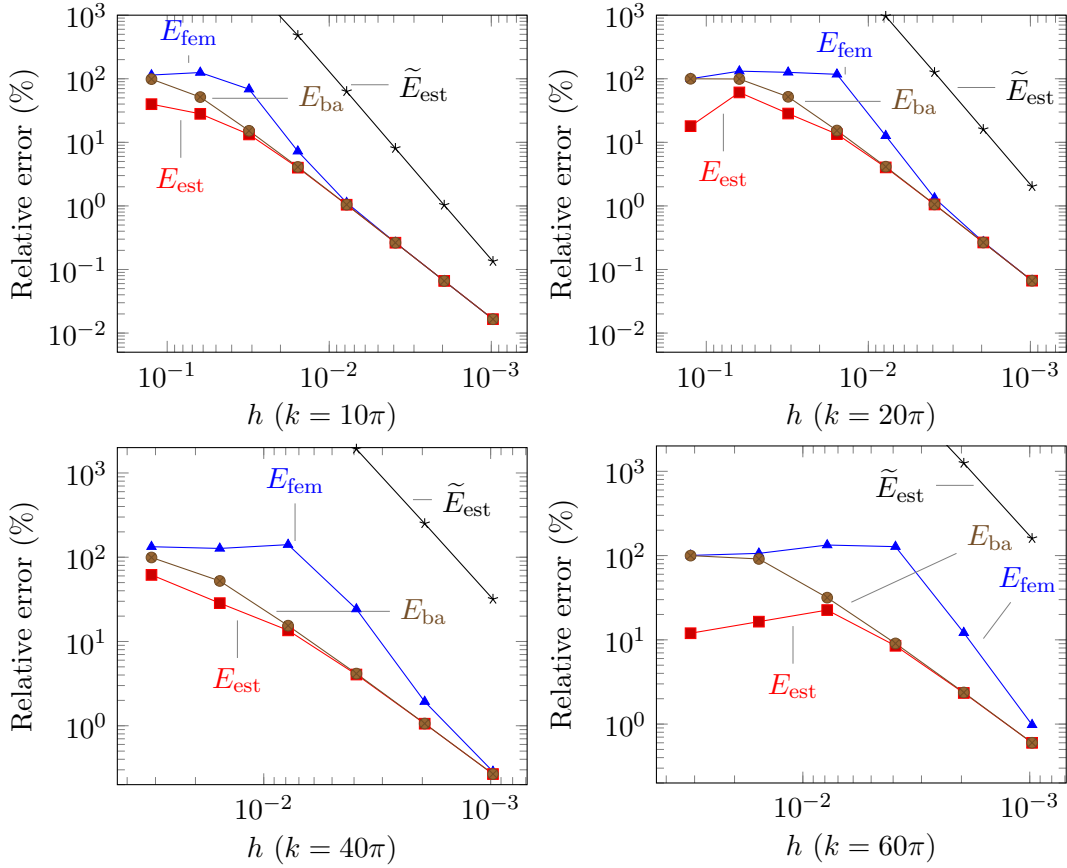 Relative error (%)
10^3
10^2
10^1
10^0
10^{-1}
10^{-2}
E_fem
E_ba
E_est
Ẽ_est
10^{-1}
10^{-2}
10^{-3}
h (k = 10π)
Relative error (%)
10^3
10^2
10^1
10^0
10^{-1}
10^{-2}
E_fem
Ẽ_est
E_ba
E_est
10^{-1}
10^{-2}
10^{-3}
h (k = 20π)
Relative error (%)
10^3
10^2
10^1
10^0
E_fem
Ẽ_est
E_ba
E_est
10^{-2}
10^{-3}
h (k = 40π)
Relative error (%)
10^3
10^2
10^1
10^0
Ẽ_est
E_ba
E_fem
E_est
10^{-2}
10^{-3}
h (k = 60π)